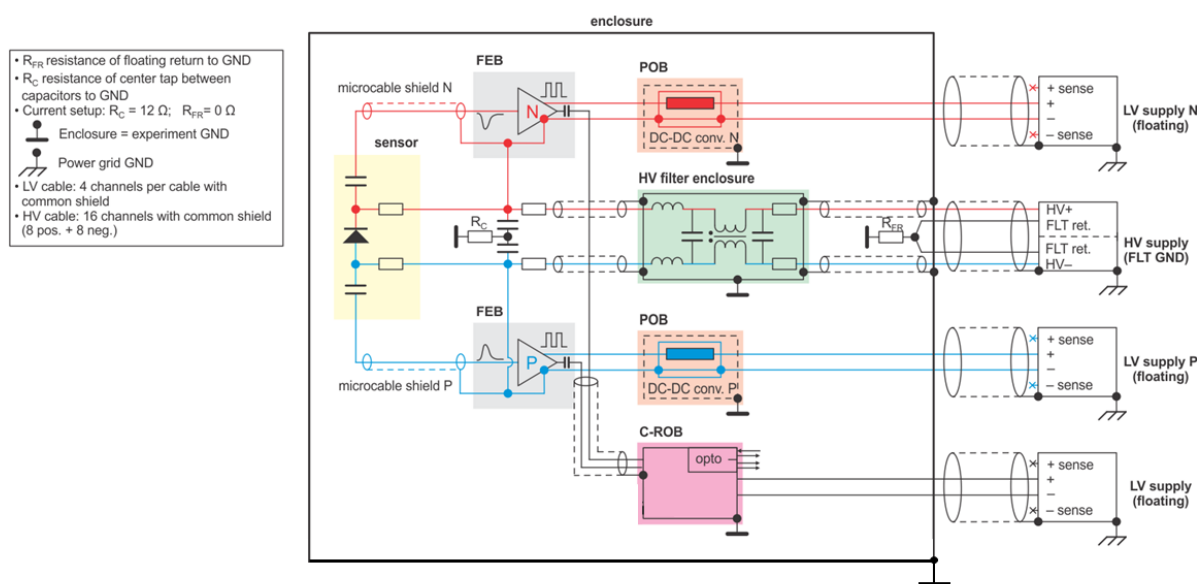 enclosure
• R_FR resistance of floating return to GND
• R_C resistance of center tap between
capacitors to GND
• Current setup: R_C = 12 Ω; R_FR = 0 Ω
Enclosure = experiment GND
Power grid GND
• LV cable: 4 channels per cable with
common shield
• HV cable: 16 channels with common shield
(8 pos. + 8 neg.)
microcable shield N
FEB
N
POB
DC-DC conv. N
+ sense
+
–
– sense
LV supply N
(floating)
sensor
HV filter enclosure
R_C
R_FR
HV+
FLT ret.
FLT ret.
HV–
HV supply
(FLT GND)
FEB
P
microcable shield P
POB
DC-DC conv. P
+ sense
+
–
– sense
LV supply P
(floating)
C-ROB
opto
+ sense
+
–
– sense
LV supply
(floating)